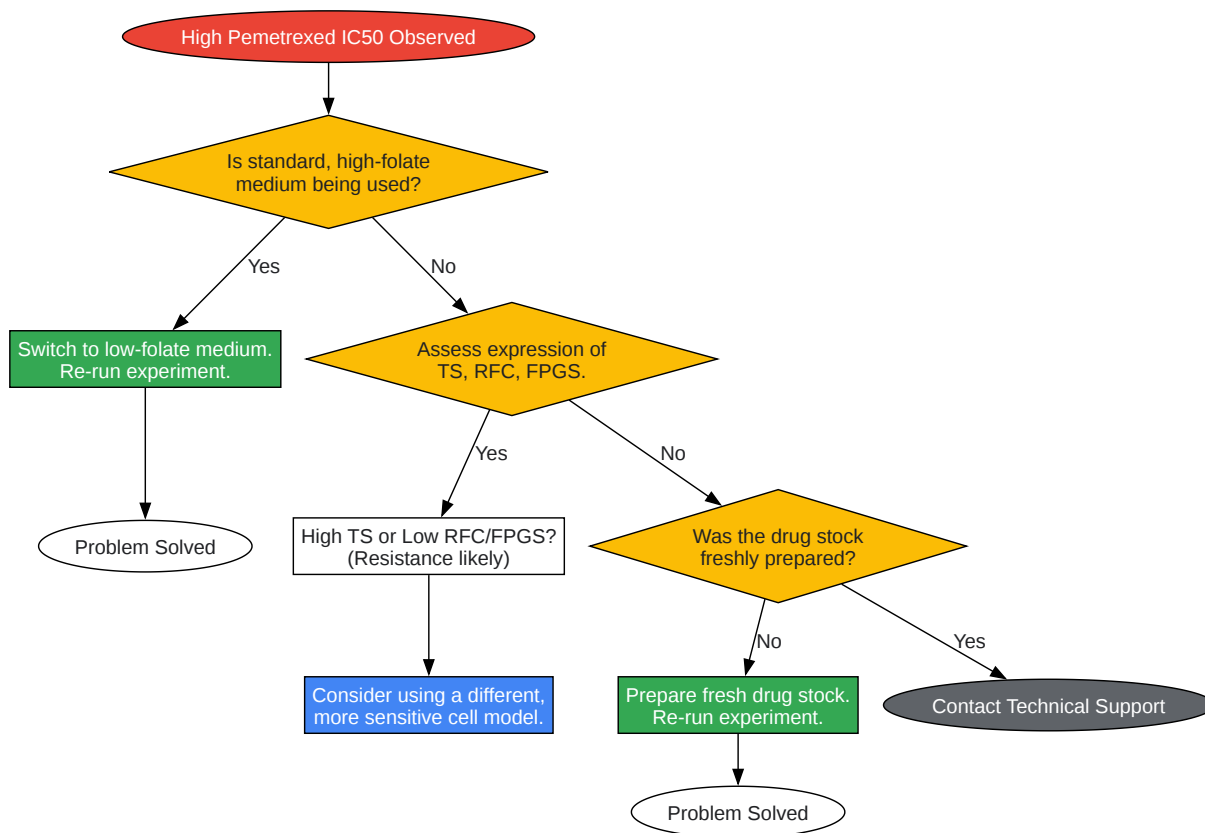 High Pemetrexed IC50 Observed
Is standard, high-folate
medium being used?
Yes
No
Switch to low-folate medium.
Re-run experiment.
Assess expression of
TS, RFC, FPGS.
Yes
No
Problem Solved
High TS or Low RFC/FPGS?
(Resistance likely)
Was the drug stock
freshly prepared?
No
Yes
Consider using a different,
more sensitive cell model.
Prepare fresh drug stock.
Re-run experiment.
Contact Technical Support
Problem Solved